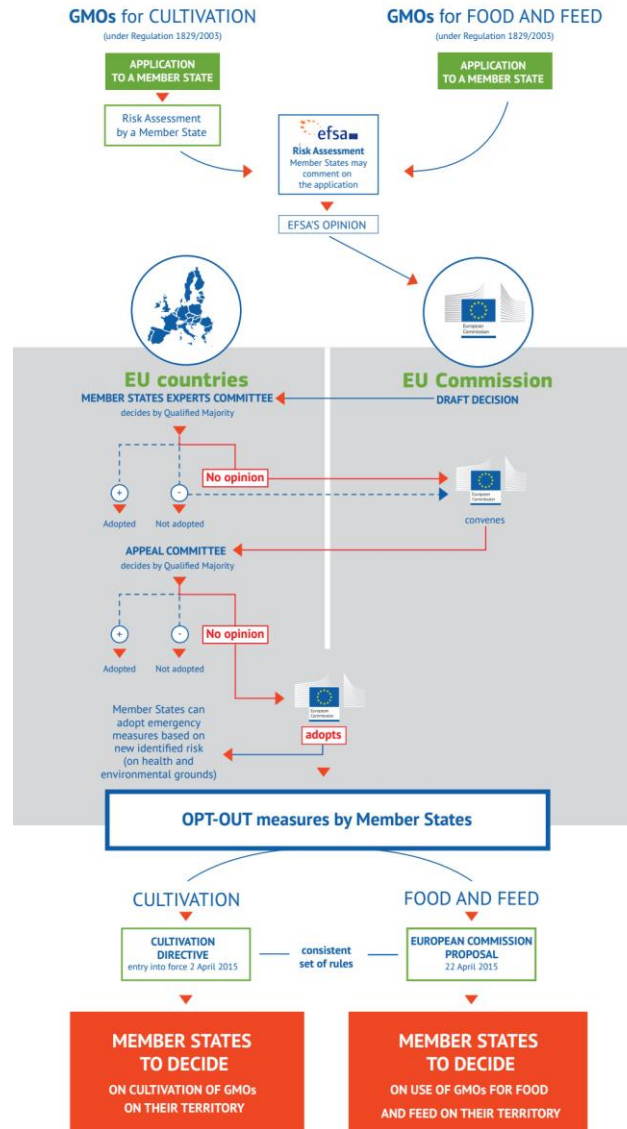 GMOs for CULTIVATION
(under Regulation 1829/2003)
GMOs for FOOD AND FEED
(under Regulation 1829/2003)
APPLICATION
TO A MEMBER STATE
APPLICATION
TO A MEMBER STATE
Risk Assessment
by a Member State
efsa
Risk Assessment
Member States may
comment on
the application
EFSA'S OPINION
European
Commission
EU countries
EU Commission
MEMBER STATES EXPERTS COMMITTEE
decides by Qualified Majority
DRAFT DECISION
No opinion
+
-
Adopted
Not adopted
European
Commission
convenes
APPEAL COMMITTEE
decides by Qualified Majority
No opinion
+
-
Adopted
Not adopted
European
Commission
adopts
Member States can
adopt emergency
measures based on
new identified risk
(on health and
environmental grounds)
OPT-OUT measures by Member States
CULTIVATION
FOOD AND FEED
CULTIVATION
DIRECTIVE
entry into force 2 April 2015
consistent
set of rules
EUROPEAN COMMISSION
PROPOSAL
22 April 2015
MEMBER STATES
TO DECIDE
ON CULTIVATION OF GMOs
ON THEIR TERRITORY
MEMBER STATES
TO DECIDE
ON USE OF GMOs FOR FOOD
AND FEED ON THEIR TERRITORY